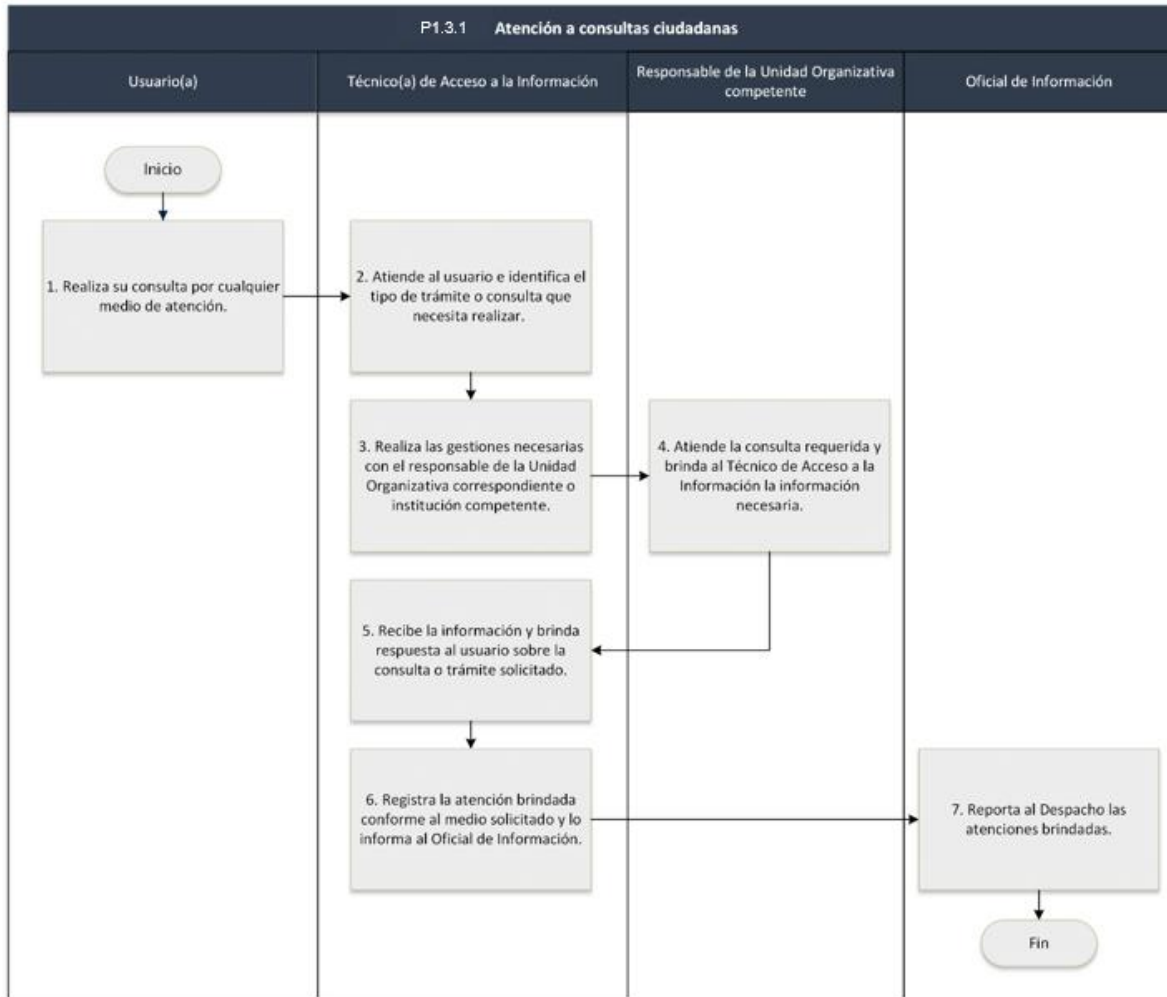 P1.3.1 Atención a consultas ciudadanas
Usuario(a)
Técnico(a) de Acceso a la Información
Responsable de la Unidad Organizativa
competente
Oficial de Información
Inicio
1. Realiza su consulta por cualquier
medio de atención.
2. Atiende al usuario e identifica el
tipo de trámite o consulta que
necesita realizar.
3. Realiza las gestiones necesarias
con el responsable de la Unidad
Organizativa correspondiente o
institución competente.
4. Atiende la consulta requerida y
brinda al Técnico de Acceso a la
Información la información
necesaria.
5. Recibe la información y brinda
respuesta al usuario sobre la
consulta o trámite solicitado.
6. Registra la atención brindada
conforme al medio solicitado y lo
informa al Oficial de Información.
7. Reporta al Despacho las
atenciones brindadas.
Fin